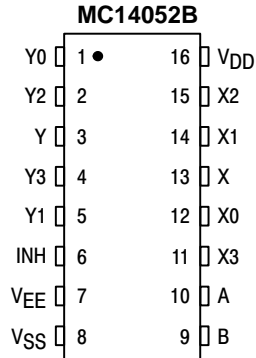 MC14052B
Y0 1 16 VDD
Y2 2 15 X2
Y 3 14 X1
Y3 4 13 X
Y1 5 12 X0
INH 6 11 X3
VEE 7 10 A
VSS 8 9 B